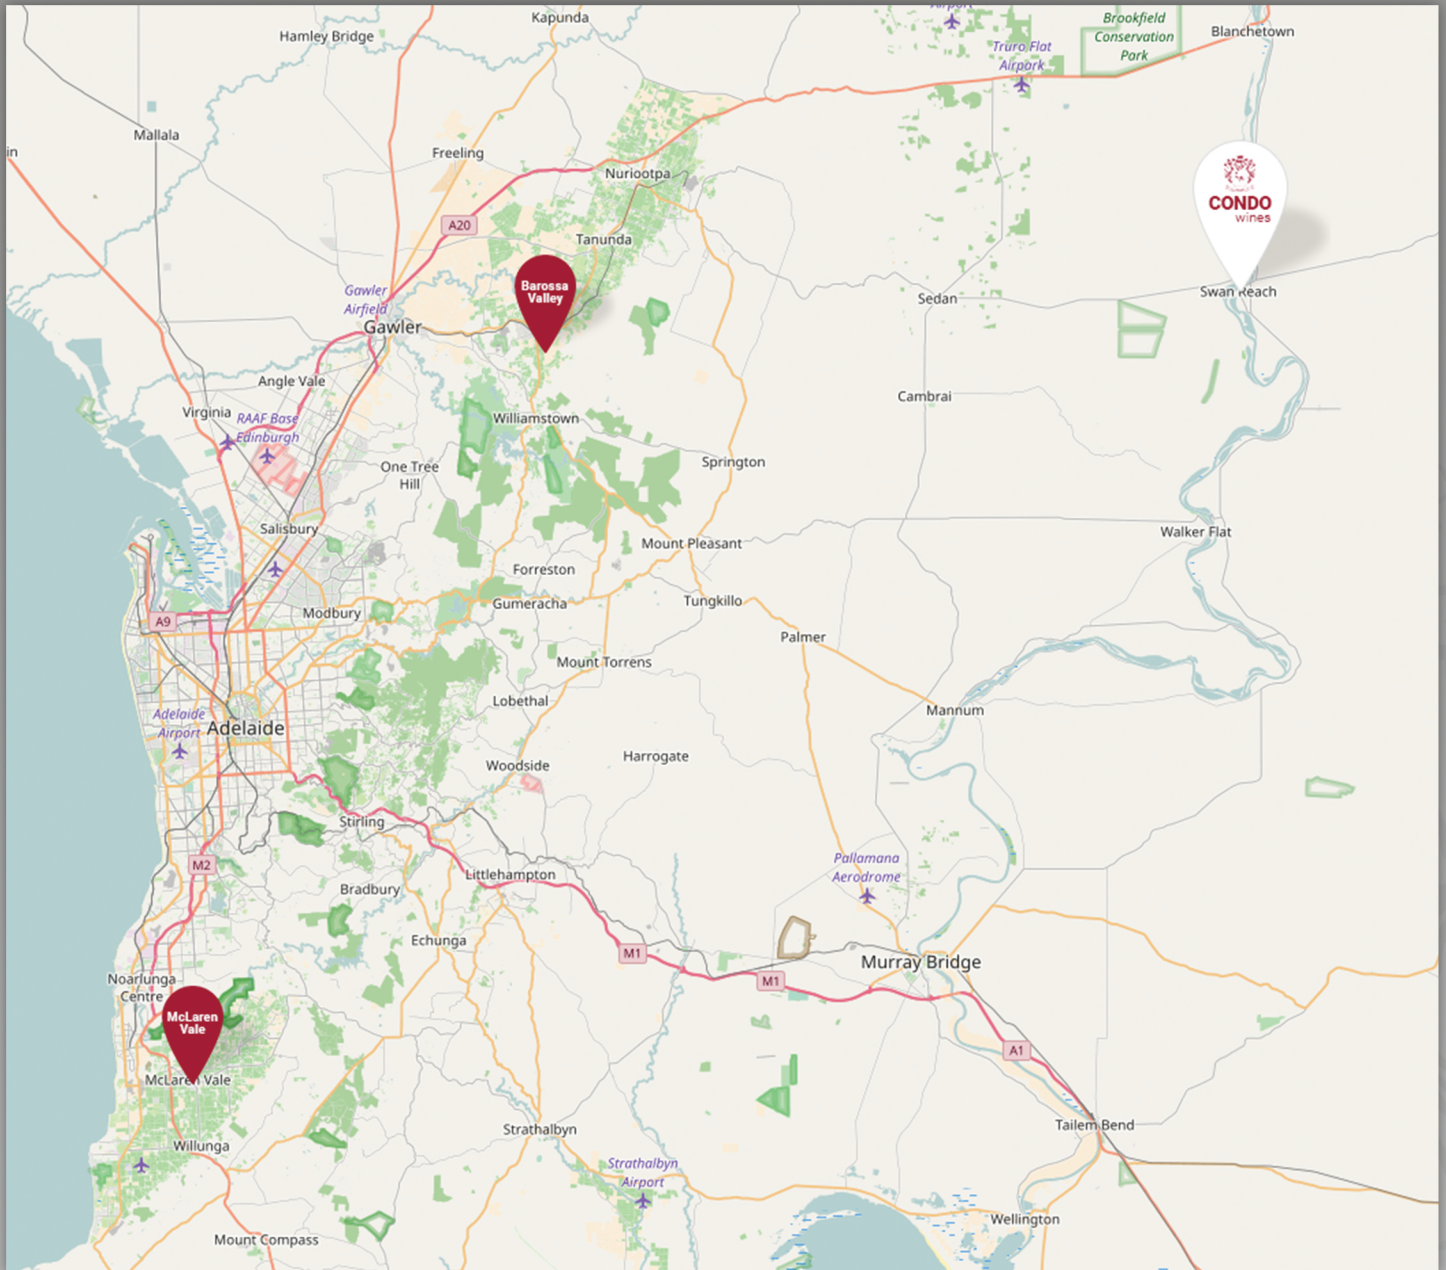 Airport
Kapunda
Hamley Bridge
Brookfield
Conservation
Park
Blanchetown
Truro Flat
Airpark
Mallala
in
Freeling
Nuriootpa
A20
CONDO
wines
Tanunda
Barossa
Valley
Gawler
Airfield
Gawler
Sedan
Swan Reach
Angle Vale
Virginia
RAAF Base
Edinburgh
Williamstown
Cambrai
One Tree
Hill
Springton
Salisbury
Walker Flat
Mount Pleasant
Forreston
Gumeracha
Tungkillo
Modbury
A9
Palmer
Mount Torrens
Lobethal
Mannum
Adelaide
Airport
Adelaide
Woodside
Harrogate
Stirling
M2
Littlehampton
Pallamana
Aerodrome
Bradbury
Echunga
M1
M1
Murray Bridge
Noarlunga
Centre
McLaren
Vale
A1
McLaren Vale
Strathalbyn
Tailem Bend
Willunga
Strathalbyn
Airport
Wellington
Mount Compass